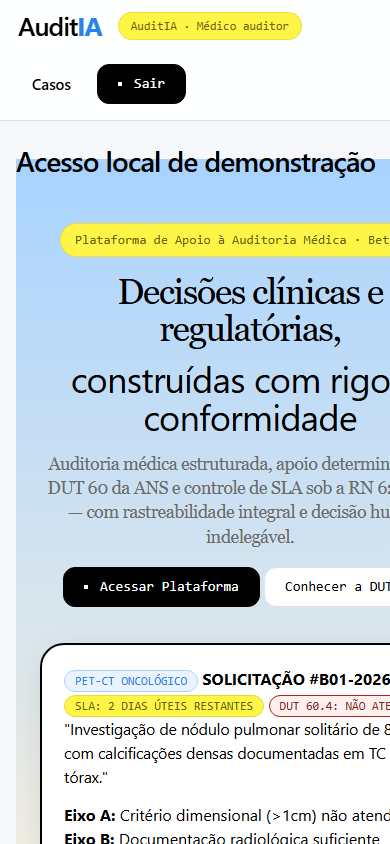 AuditIA
AuditIA · Médico auditor
Casos
▪ Sair
Acesso local de demonstração
Plataforma de Apoio à Auditoria Médica · Bet
Decisões clínicas e
regulatórias,
construídas com rigo
conformidade
Auditoria médica estruturada, apoio determin
DUT 60 da ANS e controle de SLA sob a RN 6
— com rastreabilidade integral e decisão hu
indelegável.
▪ Acessar Plataforma
Conhecer a DUT
PET-CT ONCOLÓGICO SOLICITAÇÃO #B01-2026
SLA: 2 DIAS ÚTEIS RESTANTES DUT 60.4: NÃO ATE
"Investigação de nódulo pulmonar solitário de 8
com calcificações densas documentadas em TC
tórax."
Eixo A: Critério dimensional (>1cm) não atend
Eixo B: Documentação radiológica suficiente